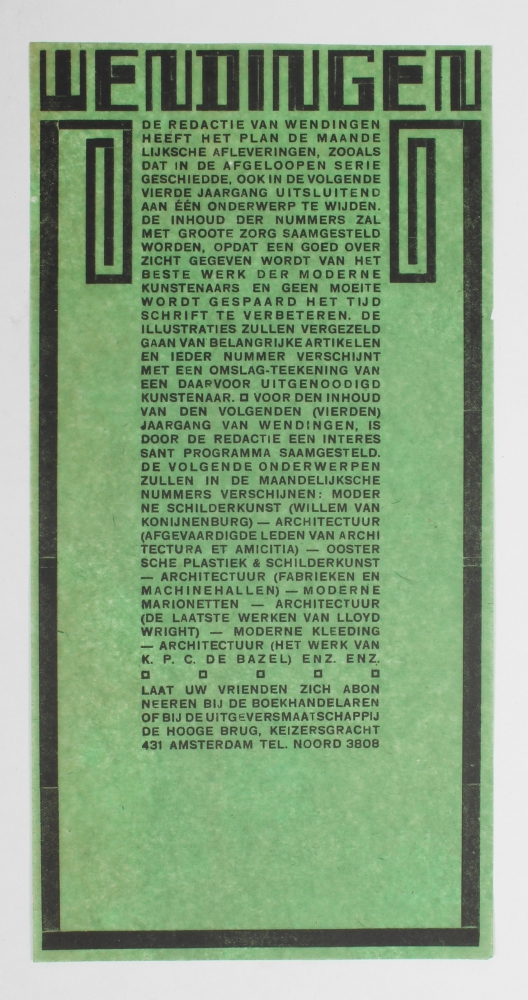 WENDINGEN
DE REDACTIE VAN WENDINGEN
HEEFT HET PLAN DE MAANDE
LIJKSCHE AFLEVERINGEN, ZOOALS
DAT IN DE AFGELOOPEN SERIE
GESCHIEDDE, OOK IN DE VOLGENDE
VIERDE JAARGANG UITSLUITEND
AAN ÉÉN ONDERWERP TE WIJDEN.
DE INHOUD DER NUMMERS ZAL
MET GROOTE ZORG SAAMGESTELD
WORDEN, OPDAT EEN GOED OVER
ZICHT GEGEVEN WORDT VAN HET
BESTE WERK DER MODERNE
KUNSTENAARS EN GEEN MOEITE
WORDT GESPAARD HET TIJD
SCHRIFT TE VERBETEREN. DE
ILLUSTRATIES ZULLEN VERGEZELD
GAAN VAN BELANGRIJKE ARTIKELEN
EN IEDER NUMMER VERSCHIJNT
MET EEN OMSLAG-TEEKENING VAN
EEN DAARVOOR UITGENOODIGD
KUNSTENAAR. VOOR DEN INHOUD
VAN DEN VOLGENDEN (VIERDEN)
JAARGANG VAN WENDINGEN, IS
DOOR DE REDACTIE EEN INTERES
SANT PROGRAMMA SAAMGESTELD.
DE VOLGENDE ONDERWERPEN
ZULLEN IN DE MAANDELIJKSCHE
NUMMERS VERSCHIJNEN: MODER
NE SCHILDERKUNST (WILLEM VAN
KONIJNENBURG) — ARCHITECTUUR
(AFGEVAARDIGDE LEDEN VAN ARCHI
TECTURA ET AMICITIA) — OOSTER
SCHE PLASTIEK & SCHILDERKUNST
— ARCHITECTUUR (FABRIEKEN EN
MACHINEHALLEN) — MODERNE
MARIONETTEN — ARCHITECTUUR
(DE LAATSTE WERKEN VAN LLOYD
WRIGHT) — MODERNE KLEEDING
— ARCHITECTUUR (HET WERK VAN
K. P. C. DE BAZEL) ENZ. ENZ.
LAAT UW VRIENDEN ZICH ABON
NEEREN BIJ DE BOEKHANDELAREN
OF BIJ DE UITGEVERSMAATSCHAPPIJ
DE HOOGE BRUG, KEIZERSGRACHT
431 AMSTERDAM TEL. NOORD 3808